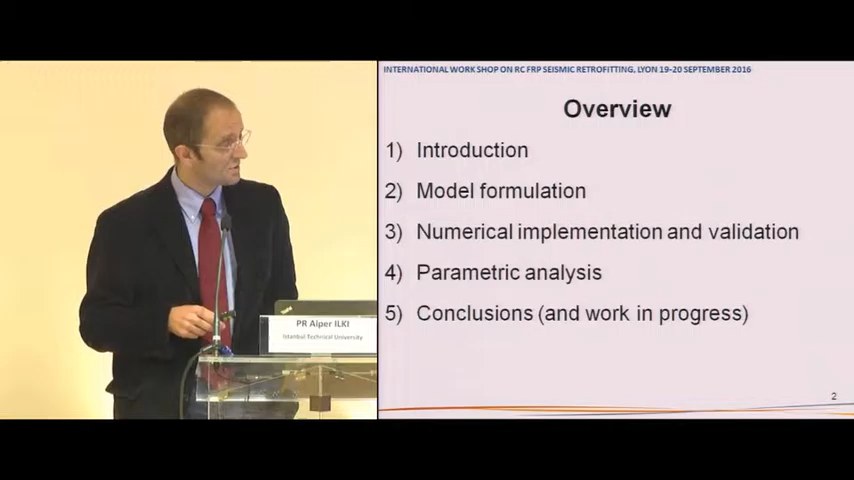 INTERNATIONAL WORK SHOP ON RC FRP SEISMIC RETROFITTING, LYON 19-20 SEPTEMBER 2016
Overview
1) Introduction
2) Model formulation
3) Numerical implementation and validation
4) Parametric analysis
5) Conclusions (and work in progress)
2
PR Alper ILKI
Istanbul Technical University